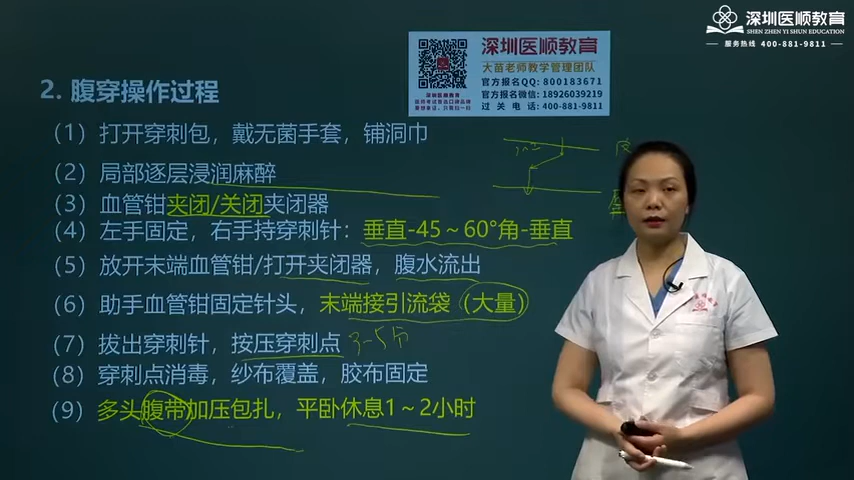 深圳医顺教育
SHEN ZHEN YI SHUN EDUCATION
服务热线 400-881-9811
深圳医顺教育
大苗老师教学管理团队
官方报名QQ: 800183671
官方报名微信: 18926039219
过关电话: 400-881-9811
深圳医顺教育
2. 腹穿操作过程
(1) 打开穿刺包，戴无菌手套，铺洞巾
(2) 局部逐层浸润麻醉
(3) 血管钳夹闭/关闭夹闭器
(4) 左手固定，右手持穿刺针：垂直-45～60°角-垂直
(5) 放开末端血管钳/打开夹闭器，腹水流出
(6) 助手血管钳固定针头，末端接引流袋（大量）
(7) 拔出穿刺针，按压穿刺点 3-5分
(8) 穿刺点消毒，纱布覆盖，胶布固定
(9) 多头腹带加压包扎，平卧休息1～2小时